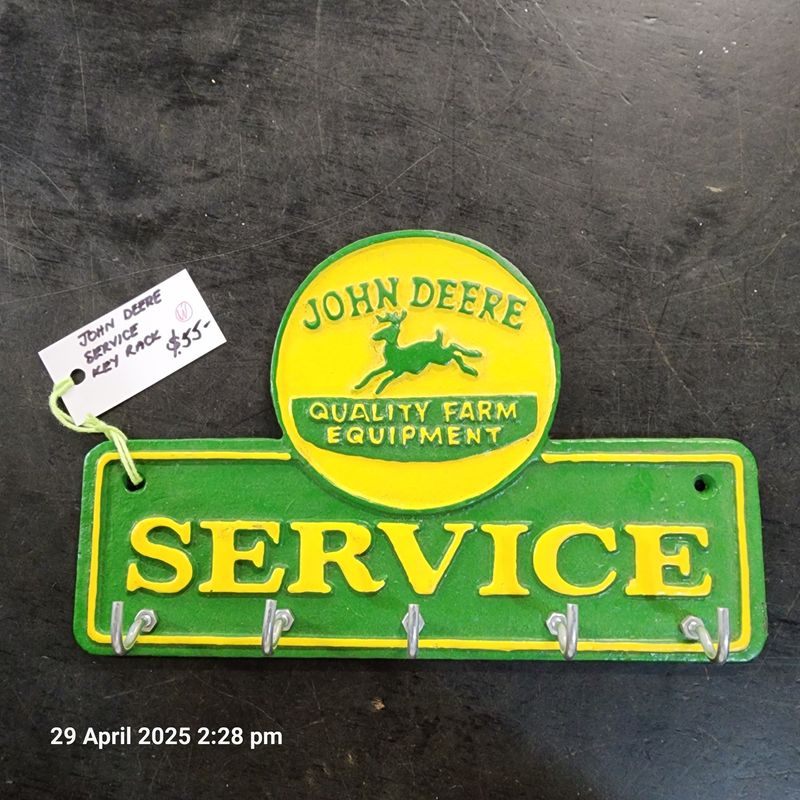 JOHN DEERE
SERVICE
KEY RACK
W
$55-
JOHN DEERE
QUALITY FARM
EQUIPMENT
SERVICE
29 April 2025 2:28 pm